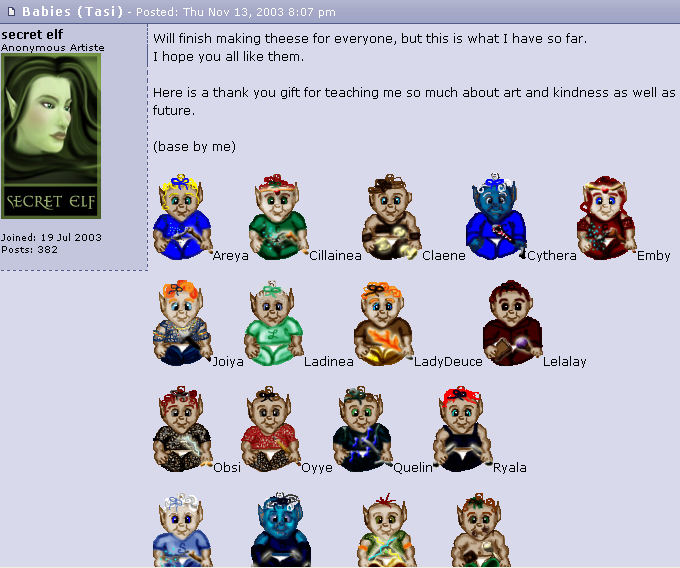 Babies (Tasi) - Posted: Thu Nov 13, 2003 8:07 pm
secret elf
Anonymous Artiste
SECRET ELF
Joined: 19 Jul 2003
Posts: 382
Will finish making theese for everyone, but this is what I have so far.
I hope you all like them.
Here is a thank you gift for teaching me so much about art and kindness as well as
future.
(base by me)
Areya Cillainea Claene Cythera Emby
Joiya Ladinea LadyDeuce Lelalay
Obsi Oyye Quelin Ryala